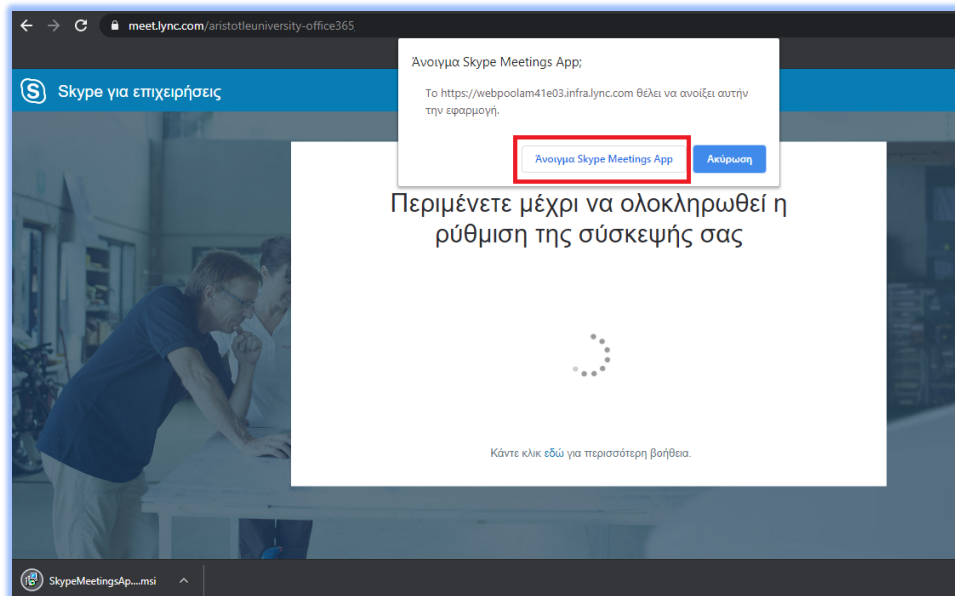 meet.lync.com/aristotleuniversity-office365
Άνοιγμα Skype Meetings App;
Το https://webpoolam41e03.infra.lync.com θέλει να ανοίξει αυτήν
την εφαρμογή.
Άνοιγμα Skype Meetings App Ακύρωση
S Skype για επιχειρήσεις
Περιμένετε μέχρι να ολοκληρωθεί η
ρύθμιση της σύσκεψής σας
Κάντε κλικ εδώ για περισσότερη βοήθεια.
SkypeMeetingsAp....msi